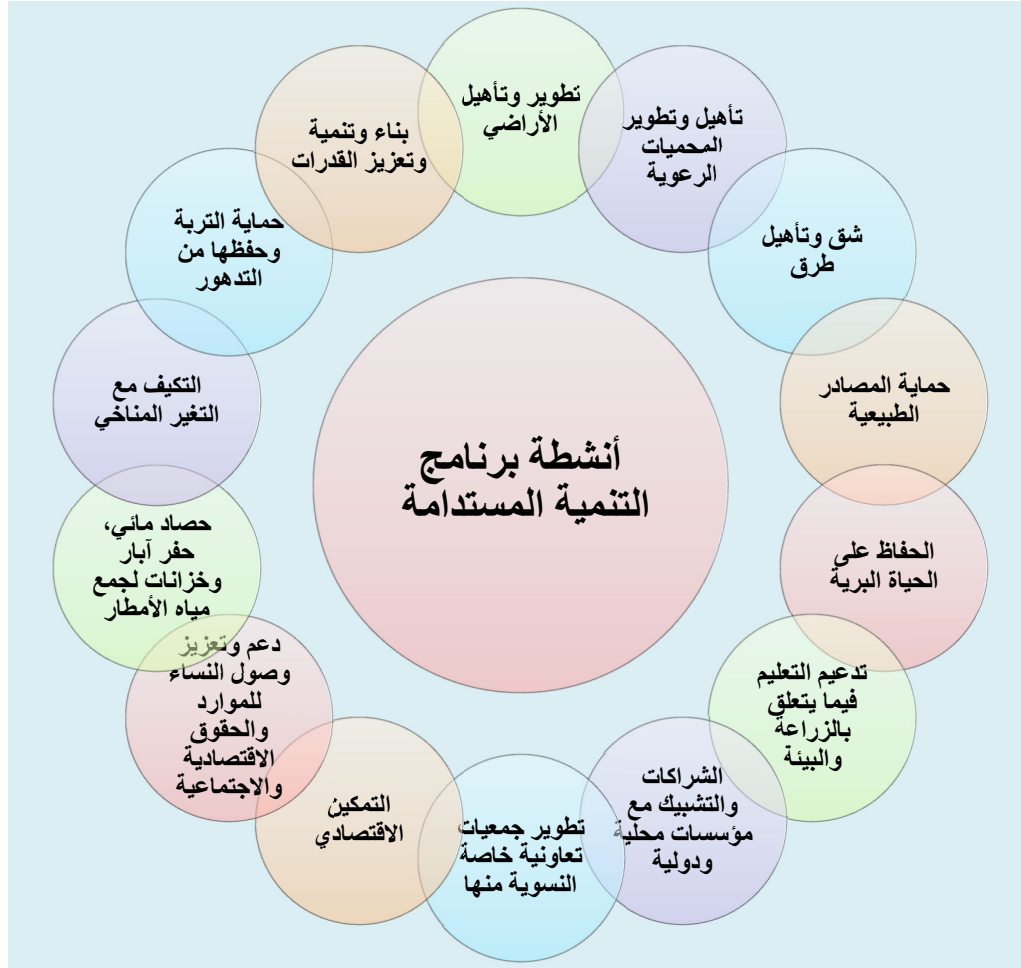 أنشطة برنامج
التنمية المستدامة
تطوير وتأهيل
الأراضي
تأهيل وتطوير
المحميات
الرعوية
شق وتأهيل
طرق
حماية المصادر
الطبيعية
الحفاظ على
الحياة البرية
تدعيم التعليم
فيما يتعلق
بالزراعة
والبيئة
الشراكات
والتشبيك مع
مؤسسات محلية
ودولية
تطوير جمعيات
تعاونية خاصة
النسوية منها
التمكين
الاقتصادي
دعم وتعزيز
وصول النساء
للموارد
والحقوق
الاقتصادية
والاجتماعية
حصاد مائي،
حفر آبار
وخزانات لجمع
مياه الأمطار
التكيف مع
التغير المناخي
حماية التربة
وحفظها من
التدهور
بناء وتنمية
وتعزيز القدرات